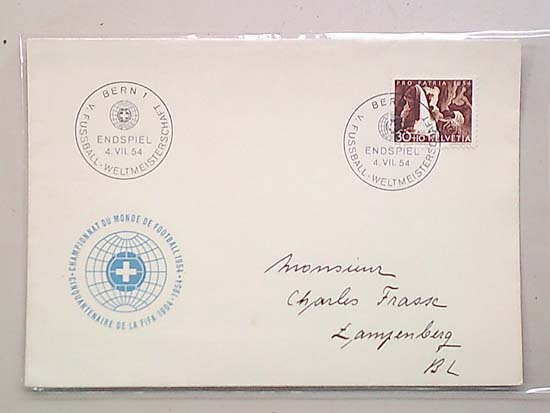 BERN 1
ENDSPIEL
4. VII. 54
V. FUSSBALL-WELTMEISTERSCHAFT
PRO PATRIA 1954
30+10 HELVETIA
BERN 1
ENDSPIEL
4. VII. 54
V. FUSSBALL-WELTMEISTERSCHAFT
CHAMPIONNAT DU MONDE DE FOOTBALL 1954
CINQUANTENAIRE DE LA FIFA 1904-1954
Monsieur
Charles Frasse
Lampenberg
BL